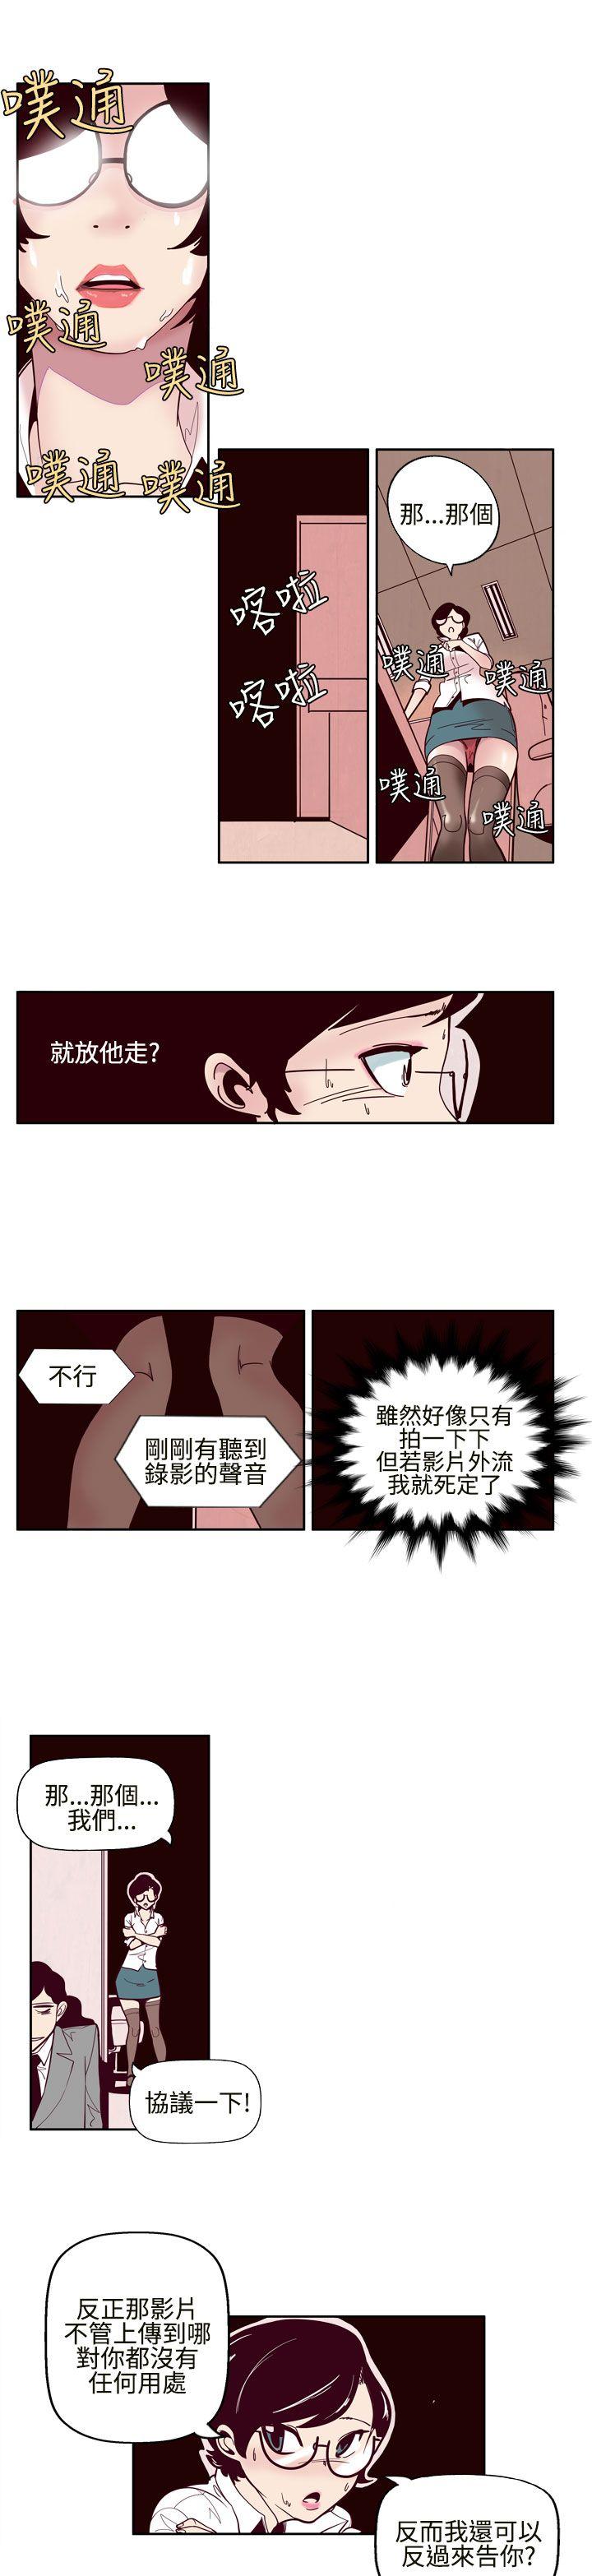 噗通
噗通
噗通
噗通
噗通
喀啦
喀啦
那...那個
噗通
噗通
噗通
噗通
就放他走?
不行
剛剛有聽到
錄影的聲音
雖然好像只有
拍一下下
但若影片外流
我就死定了
那...那個...
我們...
協議一下!
反正那影片
不管上傳到哪
對你都沒有
任何用處
反而我還可以
反過來告你?